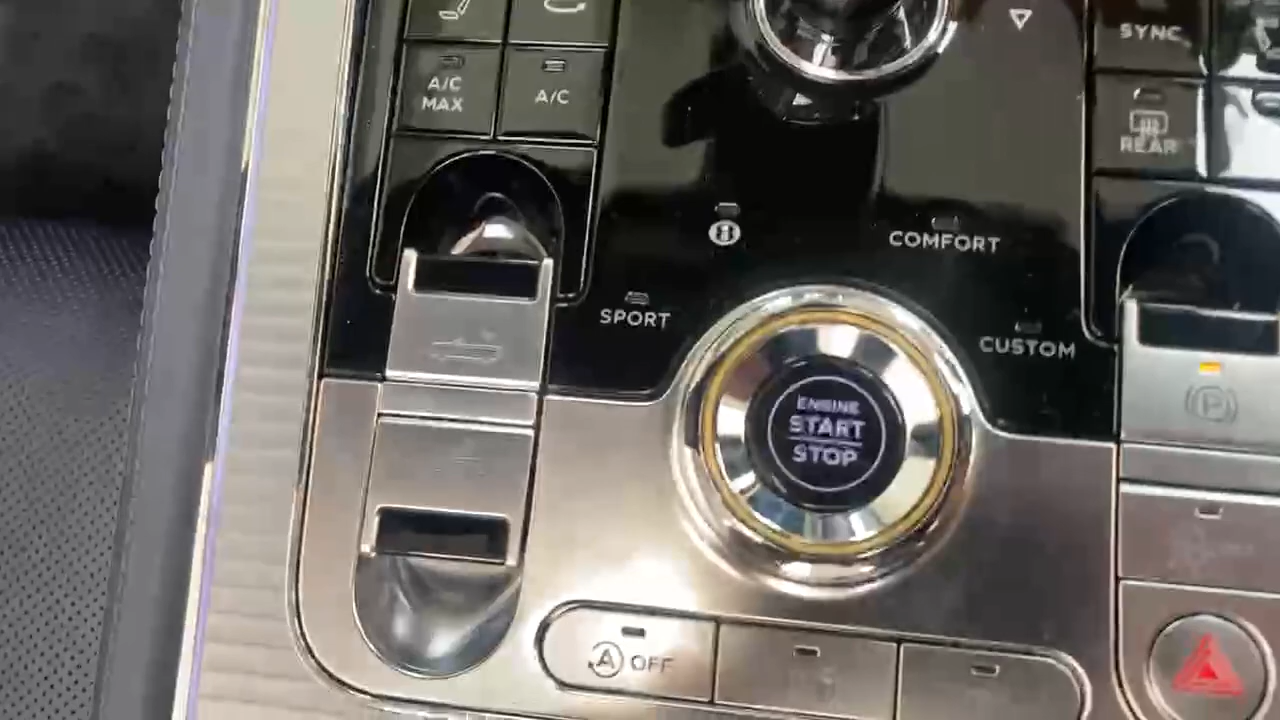 A/C
MAX
A/C
SYNC
REAR
B
COMFORT
SPORT
CUSTOM
ENGINE
START
STOP
P
A OFF